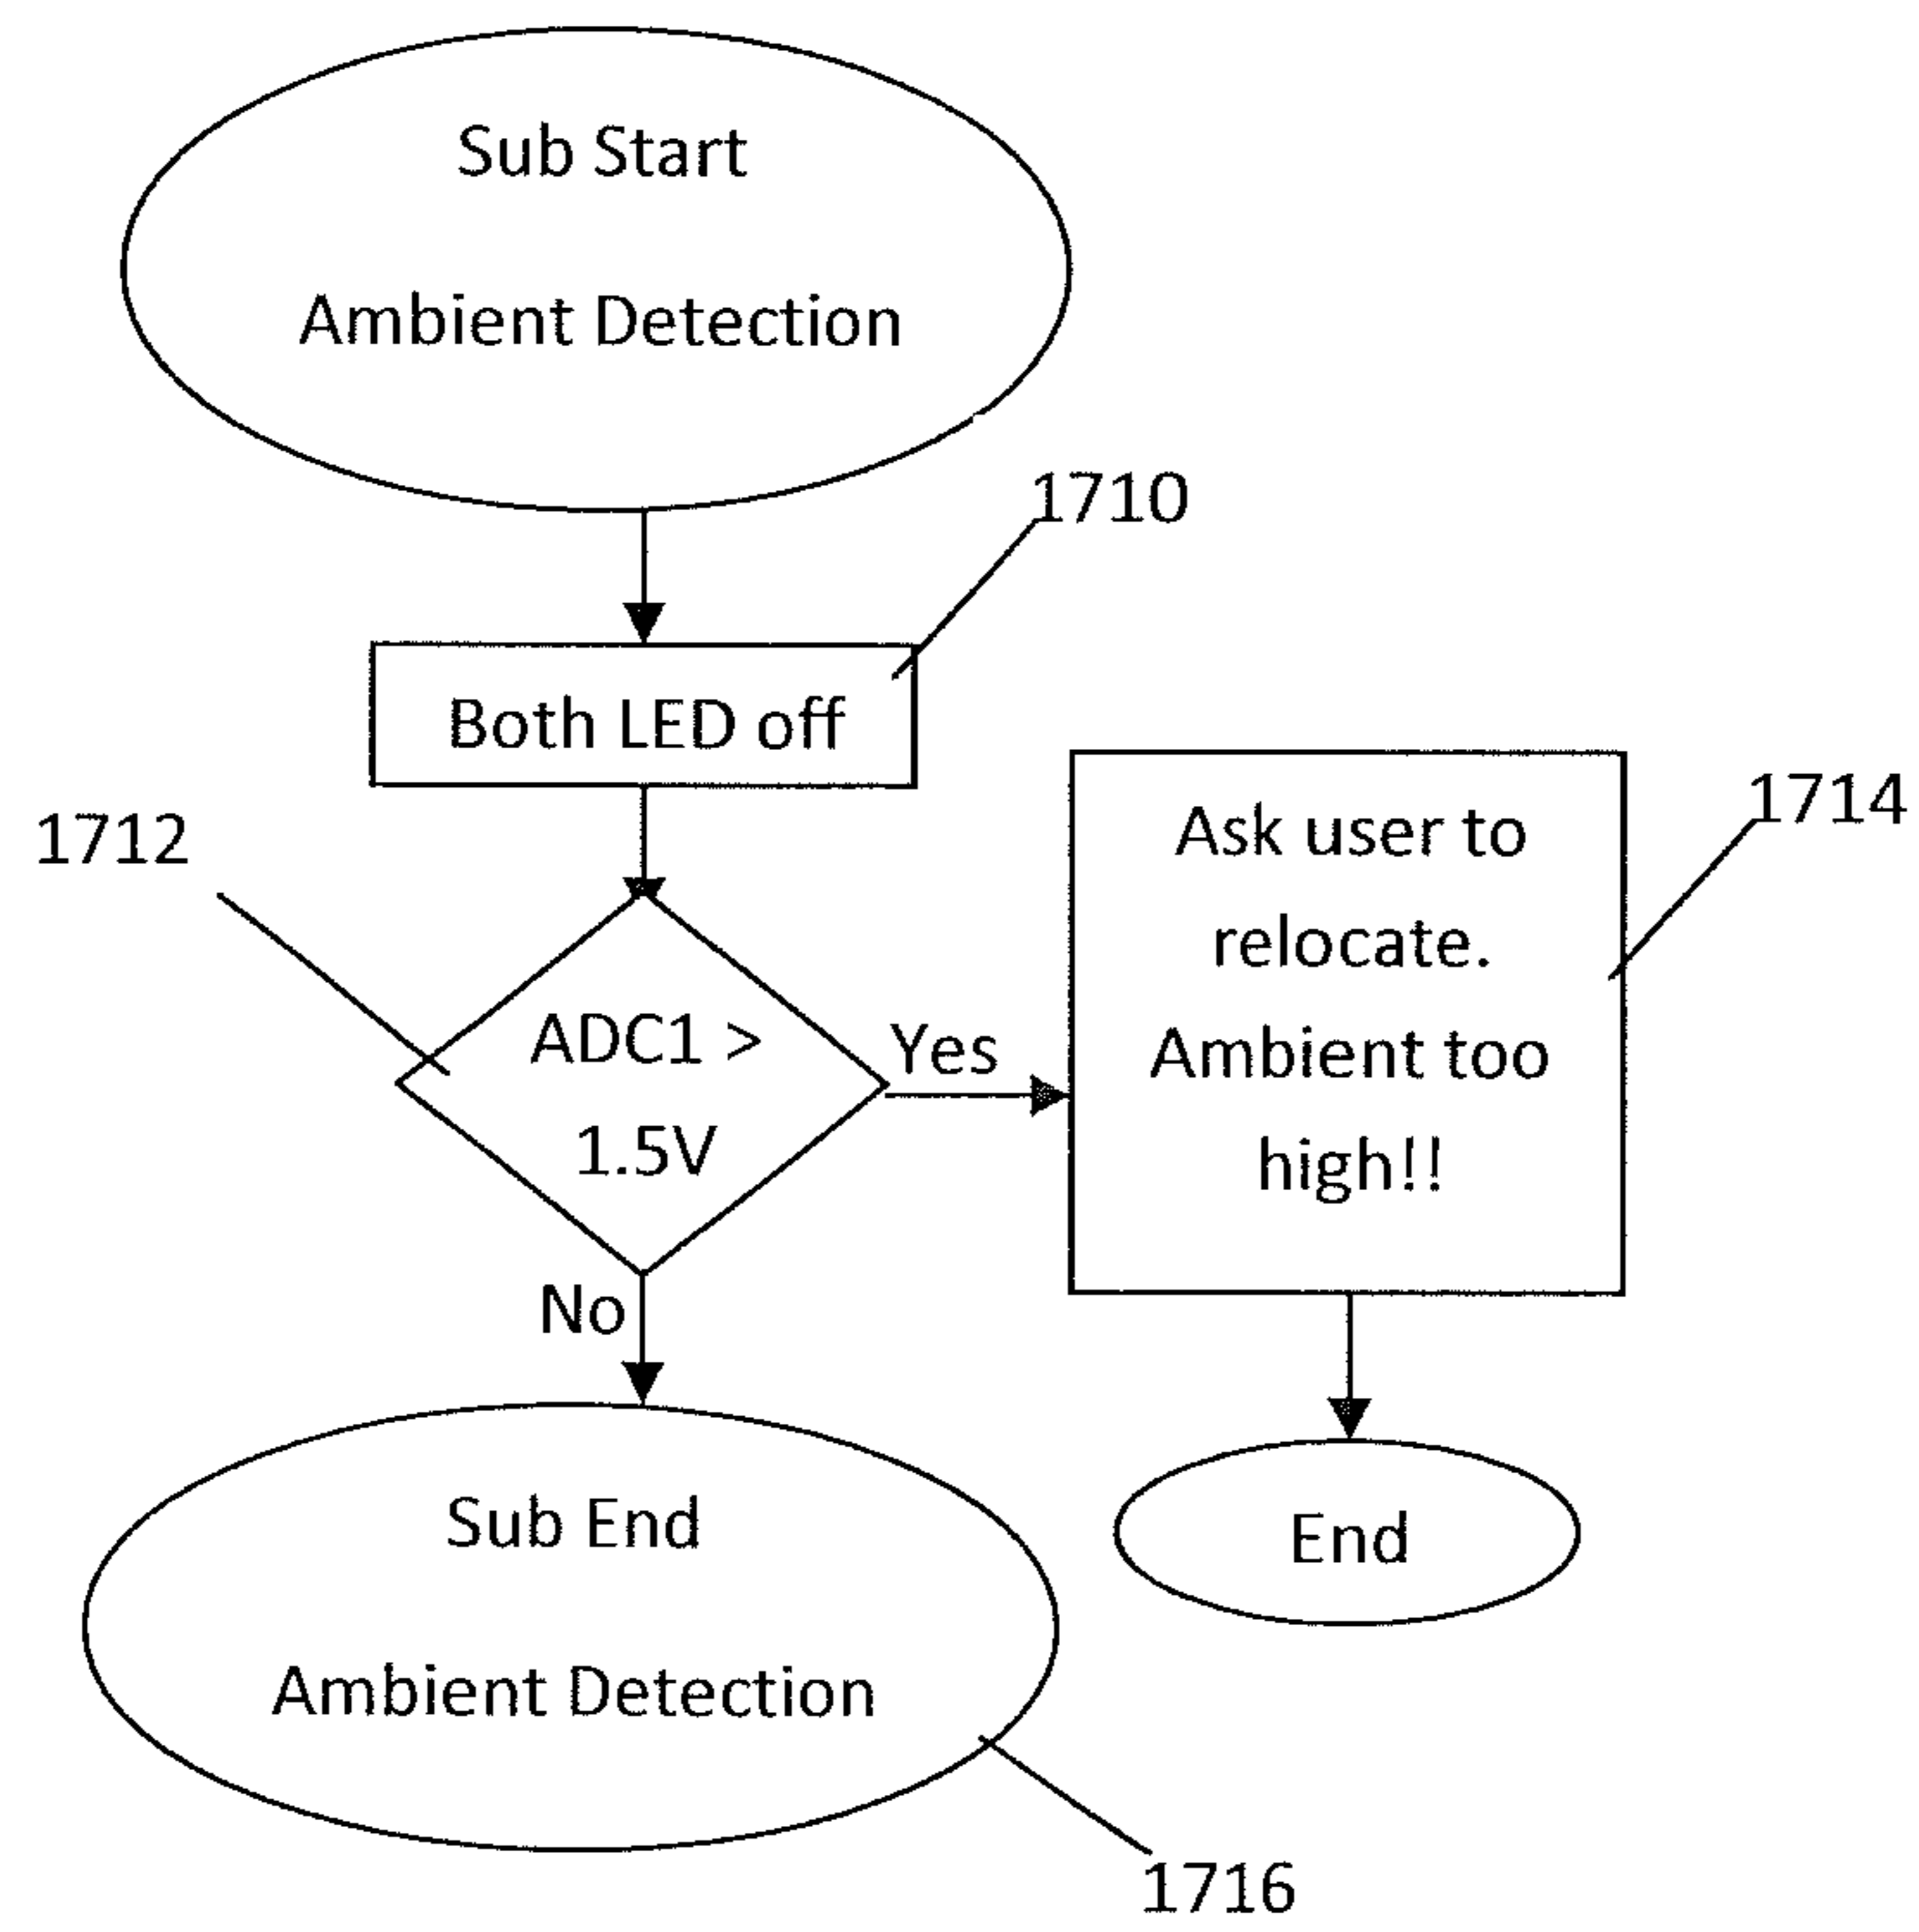 Sub Start
Ambient Detection
1710
Both LED off
1712
ADC1 >
1.5V
Yes
No
1714
Ask user to
relocate.
Ambient too
high!!
End
Sub End
Ambient Detection
1716